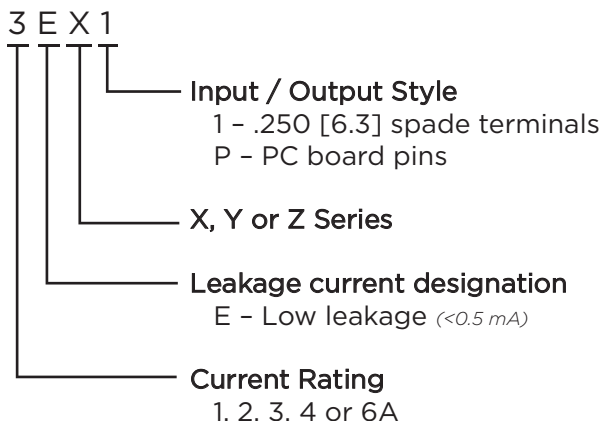 3 E X 1
Input / Output Style
1 – .250 [6.3] spade terminals
P – PC board pins
X, Y or Z Series
Leakage current designation
E – Low leakage (<0.5 mA)
Current Rating
1, 2, 3, 4 or 6A